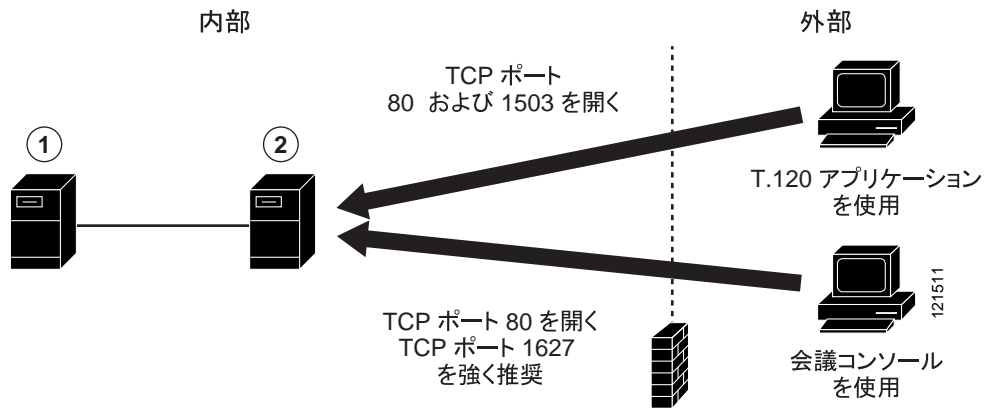 内部
外部
TCP ポート
80 および 1503 を開く
1
2
T.120 アプリケーション
を使用
TCP ポート 80 を開く
TCP ポート 1627
を強く推奨
121511
会議コンソール
を使用